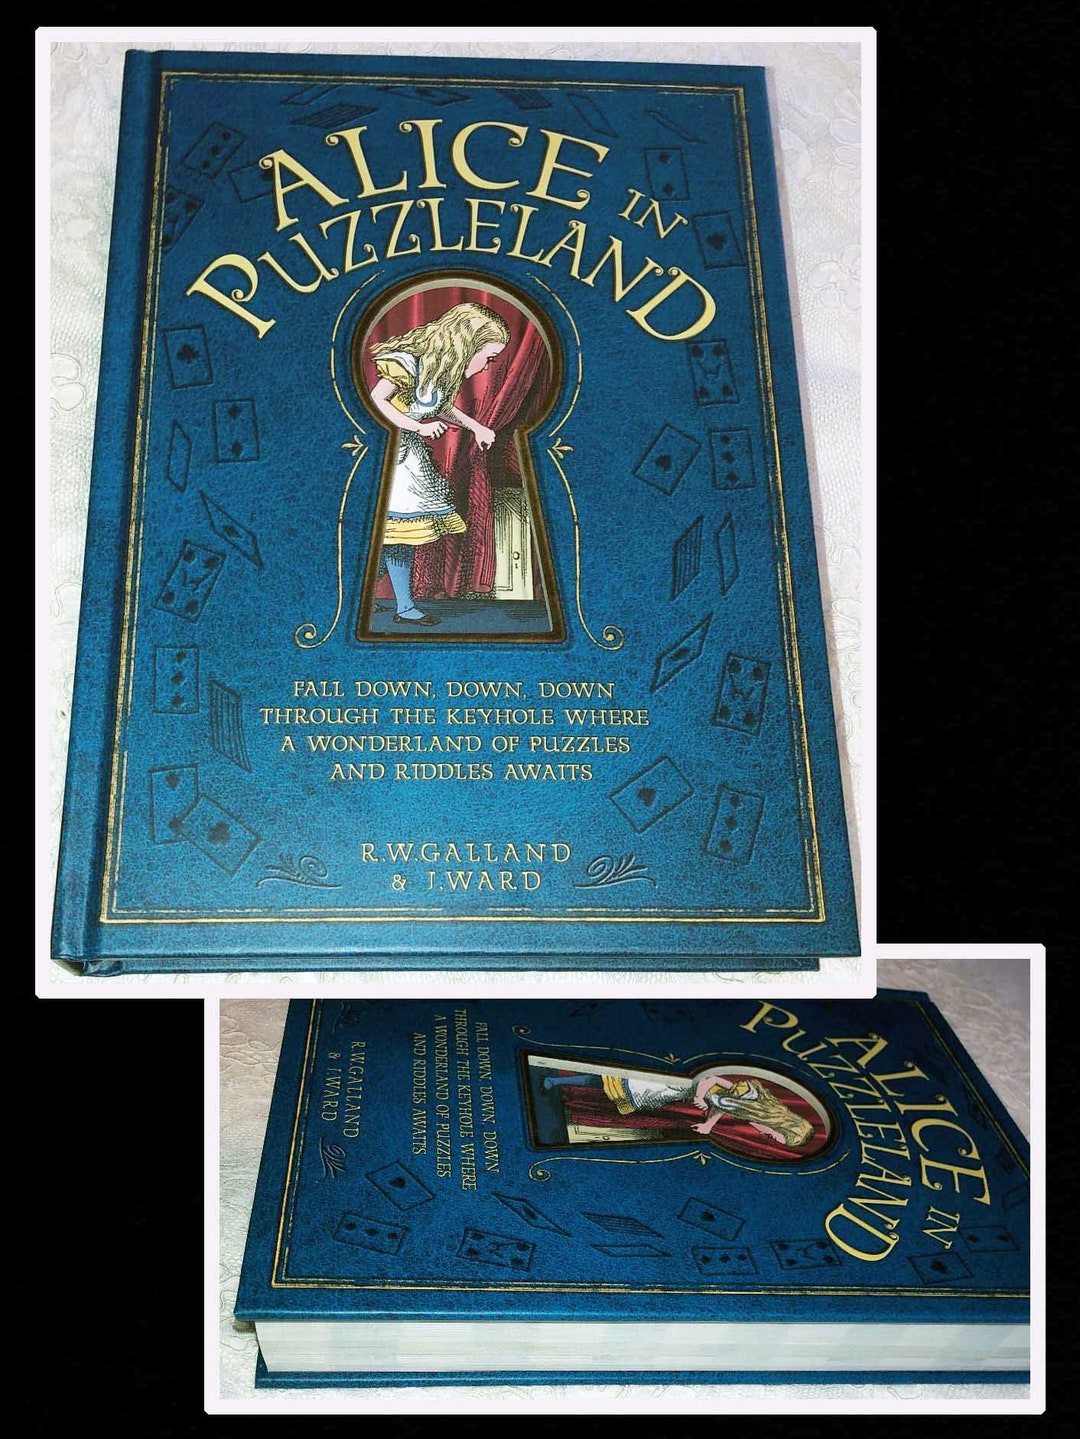 ALICE IN
PUZZLELAND
FALL DOWN, DOWN, DOWN
THROUGH THE KEYHOLE WHERE
A WONDERLAND OF PUZZLES
AND RIDDLES AWAITS
R.W.GALLAND
& J.WARD
ALICE IN
PUZZLELAND
FALL DOWN, DOWN, DOWN
THROUGH THE KEYHOLE WHERE
A WONDERLAND OF PUZZLES
AND RIDDLES AWAITS
R.W.GALLAND
& J.WARD